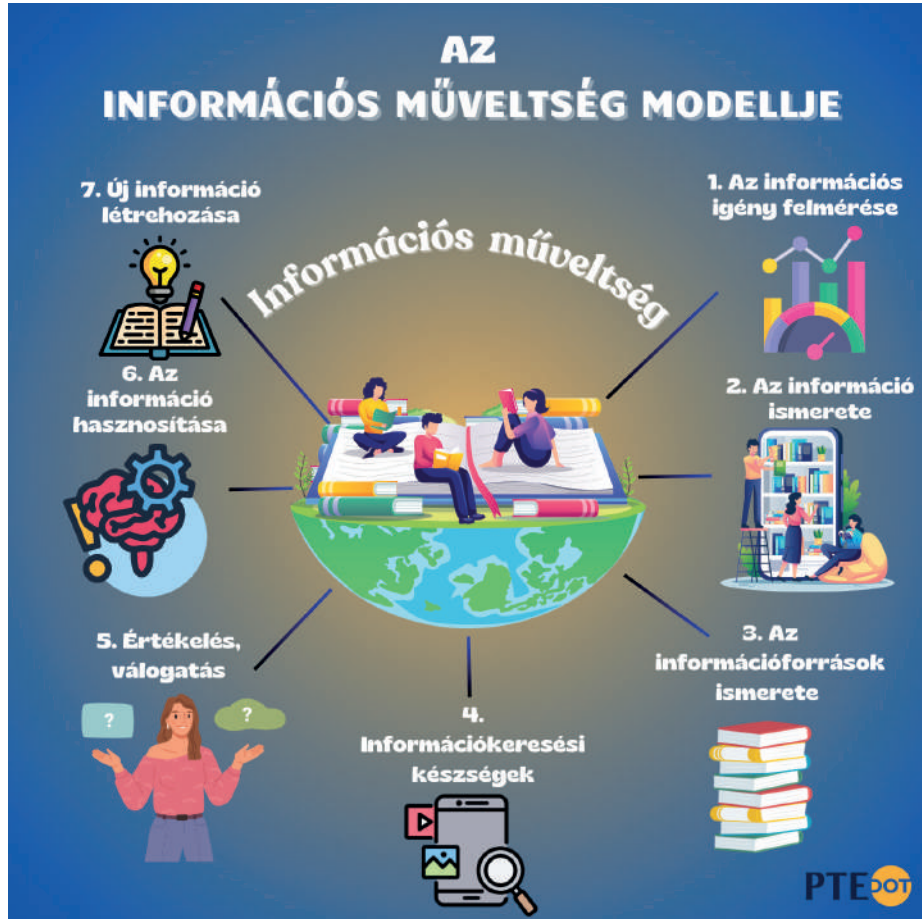 AZ
INFORMÁCIÓS MŰVELTSÉG MODELLJE
Információs műveltség
1. Az információs
igény felmérése
2. Az információ
ismerete
3. Az
információforrások
ismerete
4.
Információkeresési
készségek
5. Értékelés,
válogatás
?
?
6. Az
információ
hasznosítása
7. Új információ
létrehozása
PTE DOT